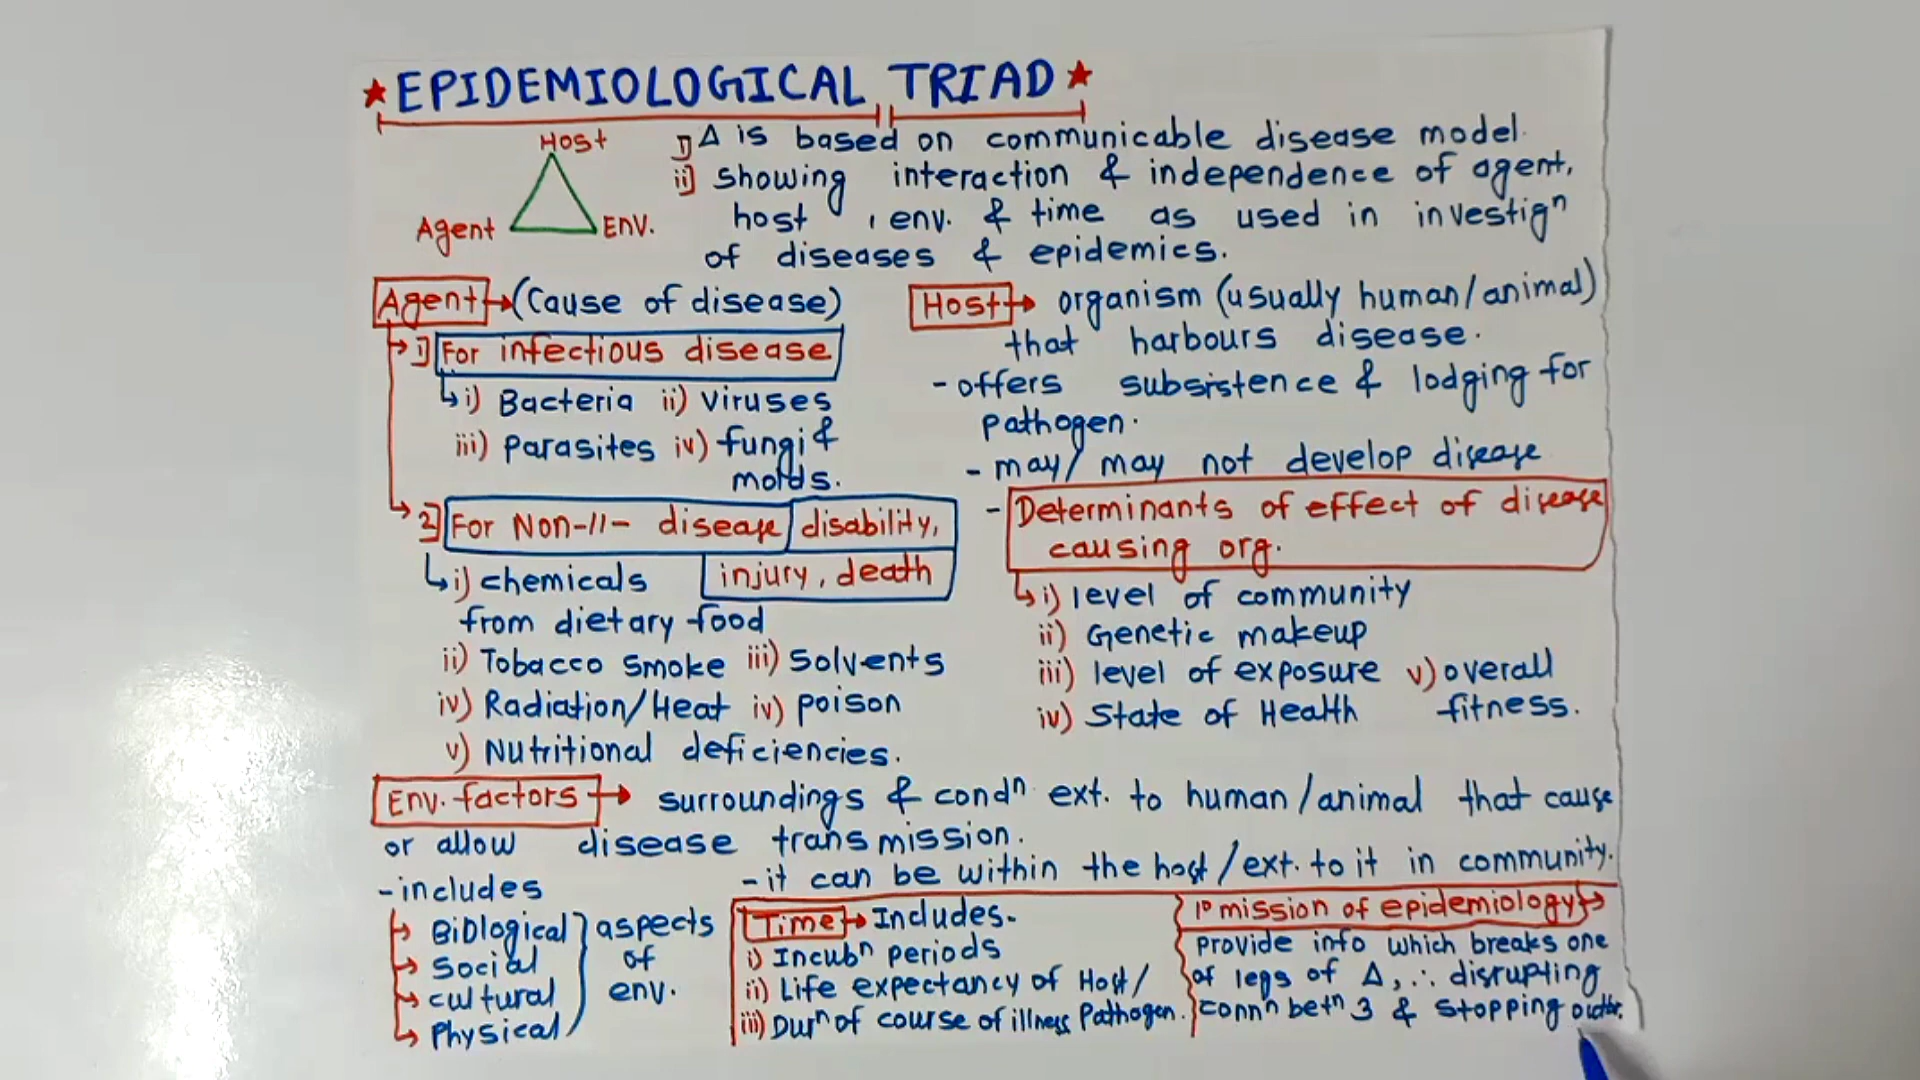 ★EPIDEMIOLOGICAL TRIAD★
Host
Agent
ENV.
i] Δ is based on communicable disease model.
ii] showing interaction & independence of agent,
host , env. & time as used in investigⁿ
of diseases & epidemics.
Agent → (Cause of disease)
1] For infectious disease
i) Bacteria ii) Viruses
iii) Parasites iv) fungi &
molds.
2] For Non-11- disease disability,
injury, death
i) chemicals
from dietary food
ii) Tobacco smoke iii) Solvents
iv) Radiation/Heat iv) poison
v) Nutritional deficiencies.
Host → organism (usually human/animal)
that harbours disease.
- offers subsistence & lodging for
pathogen.
- may/ may not develop disease
- Determinants of effect of disease
causing org.
i) level of community
ii) Genetic makeup
iii) level of exposure v) overall
iv) State of Health fitness.
Env. factors → surroundings & condⁿ ext. to human/animal that cause
or allow disease transmission.
- it can be within the host/ext. to it in community.
- includes
Biological
Social
cultural
Physical
aspects
of
env.
Time → Includes-
i) Incubⁿ periods
ii) Life expectancy of Host/
iii) Durⁿ of course of illness Pathogen.
1° mission of epidemiology →
Provide info which breaks one
of legs of Δ, ∴ disrupting
connⁿ betⁿ 3 & stopping